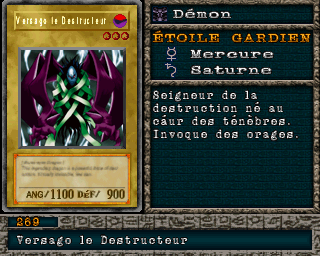 Versago le Destructeur
ANG/1100 DéF/ 900
Démon
ÉTOILE GARDIEN
Mercure
Saturne
Seigneur de la
destruction né au
cœur des ténèbres.
Invoque des orages.
269
Versago le Destructeur